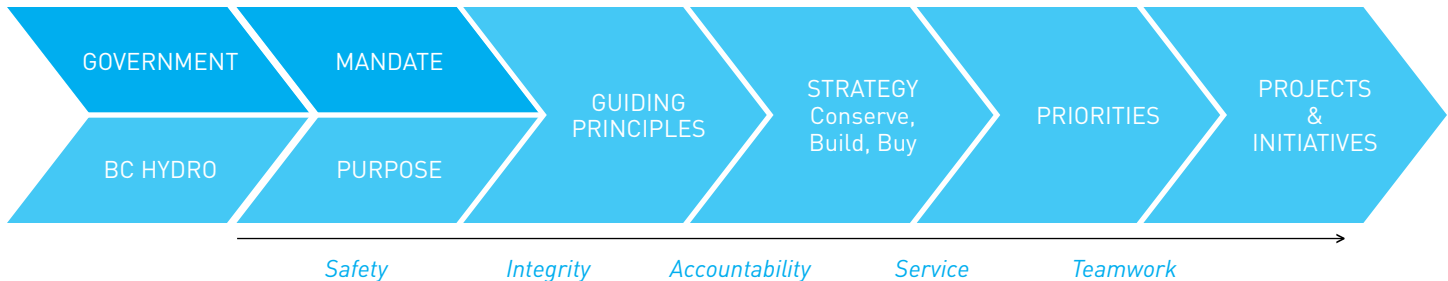 GOVERNMENT
MANDATE
BC HYDRO
PURPOSE
GUIDING
PRINCIPLES
STRATEGY
Conserve,
Build, Buy
PRIORITIES
PROJECTS
&
INITIATIVES
Safety
Integrity
Accountability
Service
Teamwork